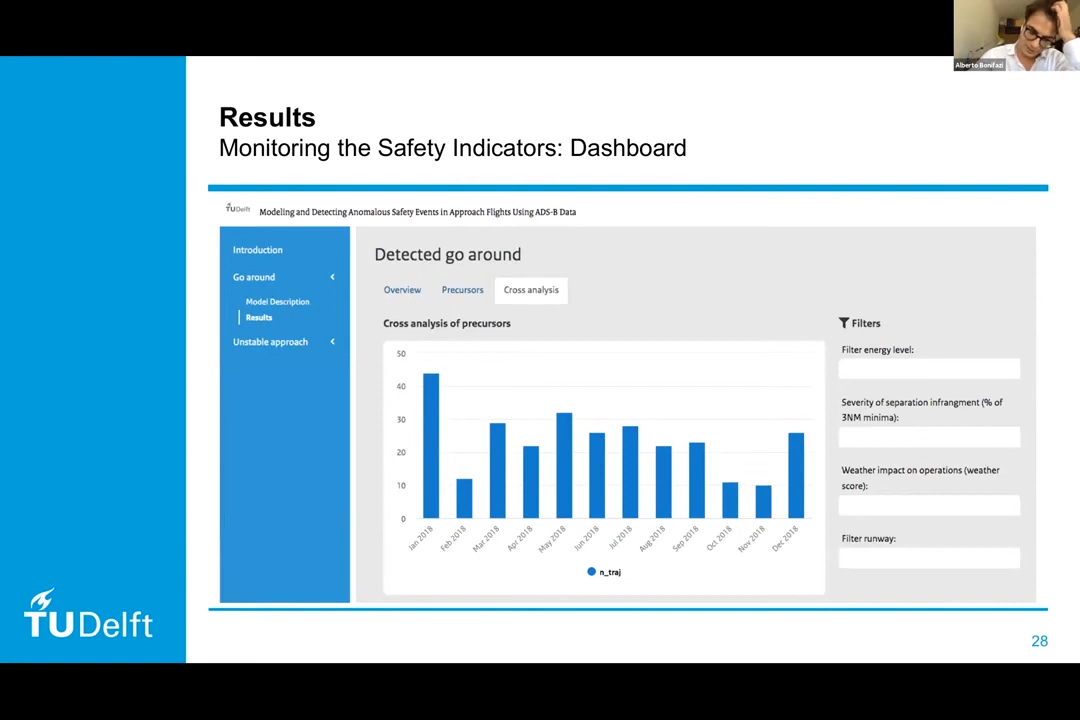 Alberto Bonifazi
Results
Monitoring the Safety Indicators: Dashboard
TUDelft
Modeling and Detecting Anomalous Safety Events in Approach Flights Using ADS-B Data
Introduction
Go around
Model Description
Results
Unstable approach
Detected go around
Overview
Precursors
Cross analysis
Cross analysis of precursors
50
40
30
20
10
0
Jan 2018
Feb 2018
Mar 2018
Apr 2018
May 2018
Jun 2018
Jul 2018
Aug 2018
Sep 2018
Oct 2018
Nov 2018
Dec 2018
n_traj
Filters
Filter energy level:
Severity of separation infrangment (% of
3NM minima):
Weather impact on operations (weather
score):
Filter runway:
TUDelft
28